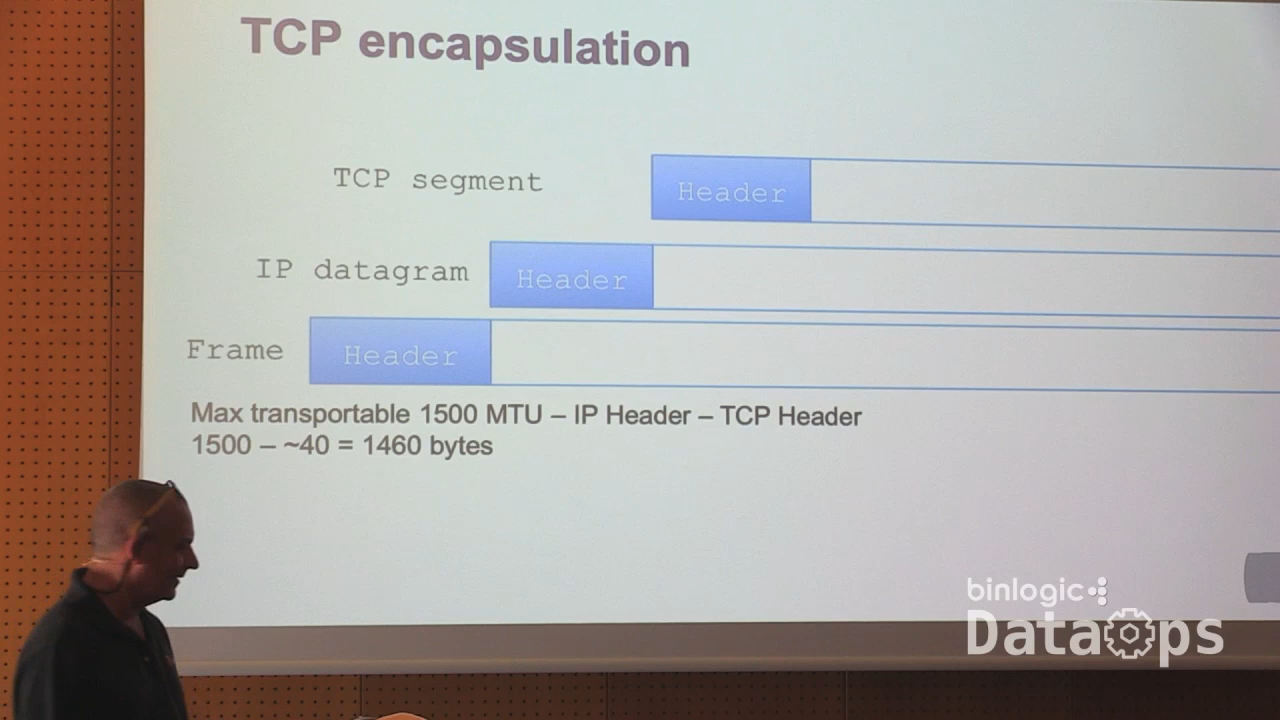 TCP encapsulation
TCP segment Header
IP datagram Header
Frame Header
Max transportable 1500 MTU – IP Header – TCP Header
1500 – ~40 = 1460 bytes
binlogic
DataOps